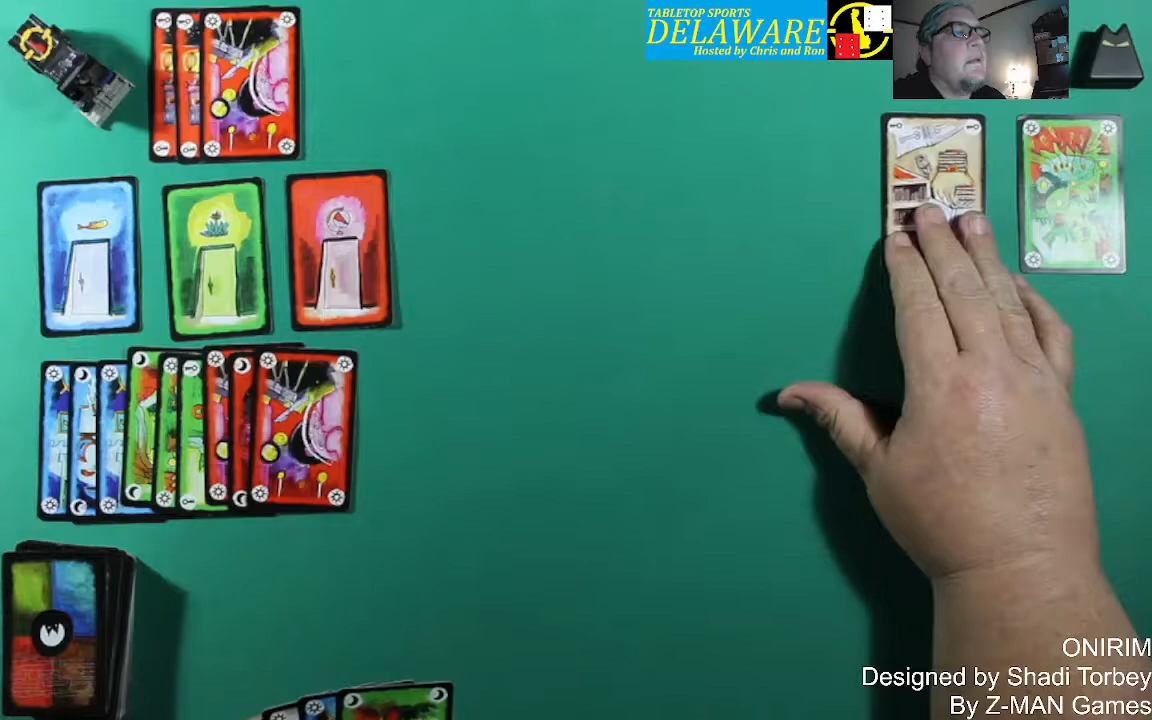 TABLETOP SPORTS
DELAWARE
Hosted by Chris and Ron
ONIRIM
Designed by Shadi Torbey
By Z-MAN Games